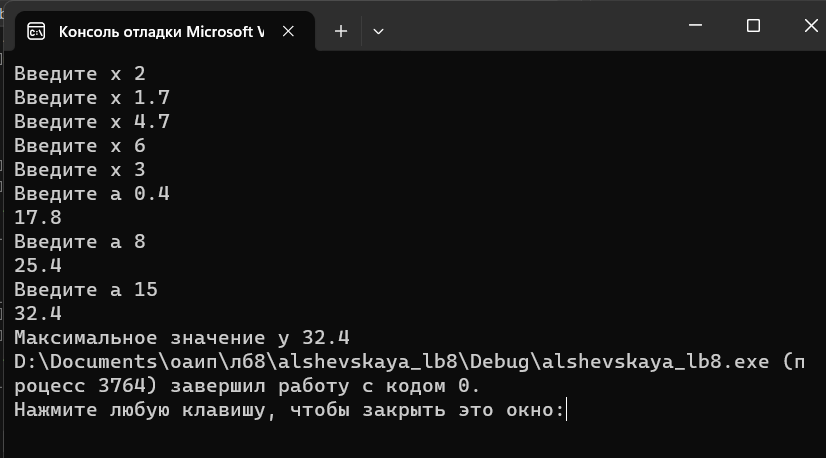 Консоль отладки Microsoft V
Введите x 2
Введите x 1.7
Введите x 4.7
Введите x 6
Введите x 3
Введите a 0.4
17.8
Введите a 8
25.4
Введите a 15
32.4
Максимальное значение y 32.4
D:\Documents\оаип\лб8\alshevskaya_lb8\Debug\alshevskaya_lb8.exe (п
роцесс 3764) завершил работу с кодом 0.
Нажмите любую клавишу, чтобы закрыть это окно: